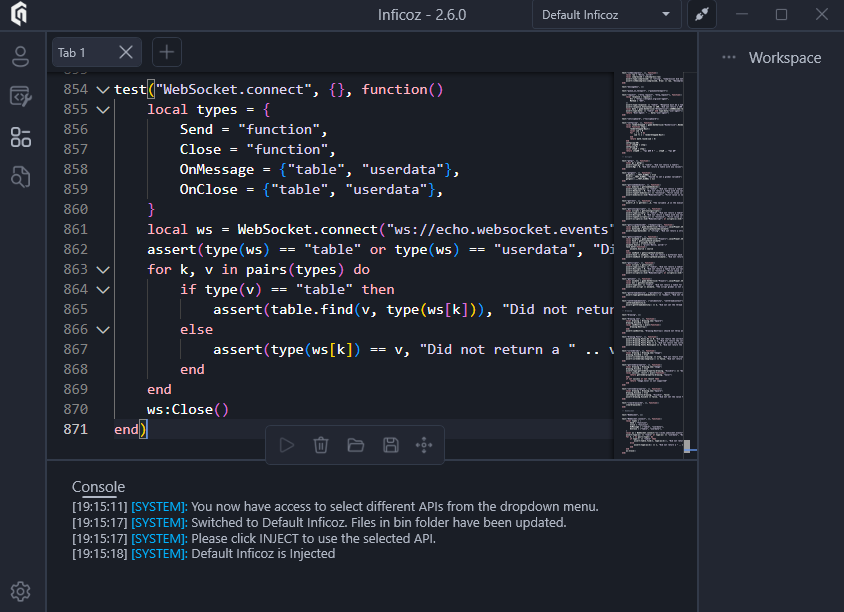 Inficoz - 2.6.0
Default Inficoz
Tab 1
Workspace
854 test("WebSocket.connect", {}, function()
855 local types = {
856 Send = "function",
857 Close = "function",
858 OnMessage = {"table", "userdata"},
859 OnClose = {"table", "userdata"},
860 }
861 local ws = WebSocket.connect("ws://echo.websocket.events"
862 assert(type(ws) == "table" or type(ws) == "userdata", "Di
863 for k, v in pairs(types) do
864 if type(v) == "table" then
865 assert(table.find(v, type(ws[k])), "Did not retur
866 else
867 assert(type(ws[k]) == v, "Did not return a " .. v
868 end
869 end
870 ws:Close()
871 end)
Console
[19:15:11] [SYSTEM]: You now have access to select different APIs from the dropdown menu.
[19:15:17] [SYSTEM]: Switched to Default Inficoz. Files in bin folder have been updated.
[19:15:17] [SYSTEM]: Please click INJECT to use the selected API.
[19:15:18] [SYSTEM]: Default Inficoz is Injected